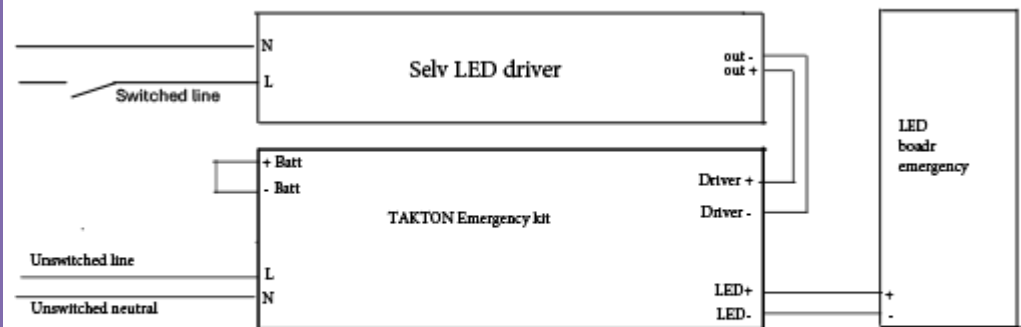 N
L
Switched line
Selv LED driver
out -
out +
+ Batt
- Batt
TAKTON Emergency kit
Driver +
Driver -
Unswitched line
L
Unswitched neutral
N
LED+
LED-
LED
boadr
emergency
+
-